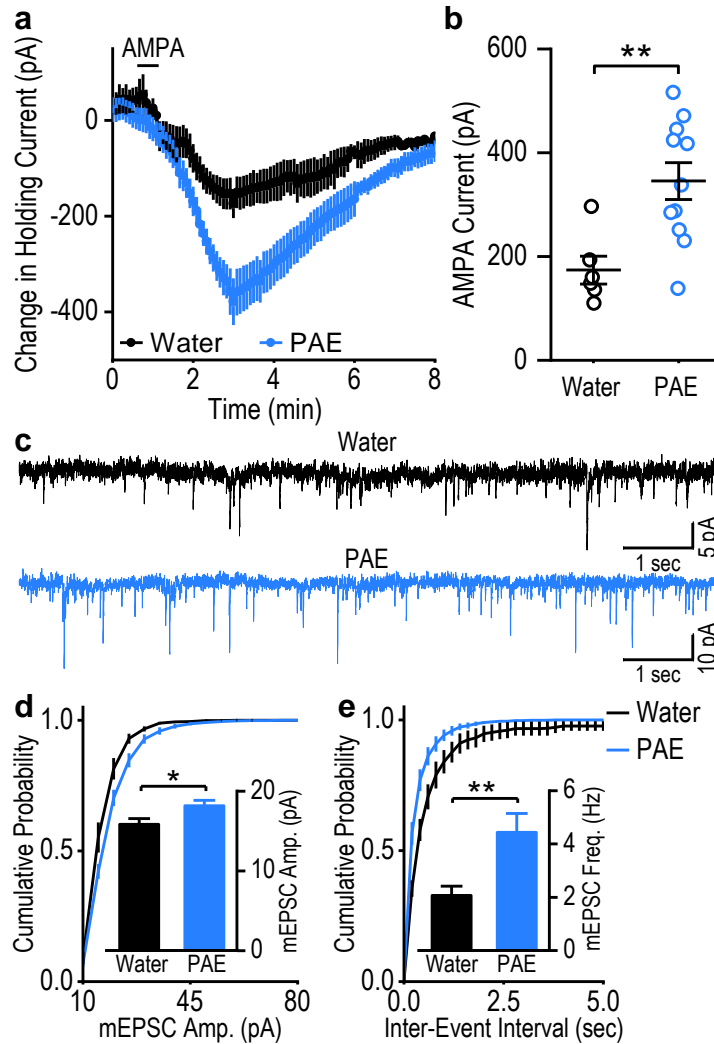 a
AMPA
Change in Holding Current (pA)
0
-200
-400
Water
PAE
0
2
4
6
8
Time (min)
b
**
AMPA Current (pA)
600
400
200
0
Water
PAE
c
Water
5 pA
1 sec
PAE
10 pA
1 sec
d
Cumulative Probability
1.0
0.5
0.0
10
45
80
mEPSC Amp. (pA)
*
20
10
0
mEPSC Amp. (pA)
Water
PAE
e
Water
PAE
Cumulative Probability
1.0
0.5
0.0
0.0
2.5
5.0
Inter-Event Interval (sec)
**
6
4
2
0
mEPSC Freq. (Hz)
Water
PAE